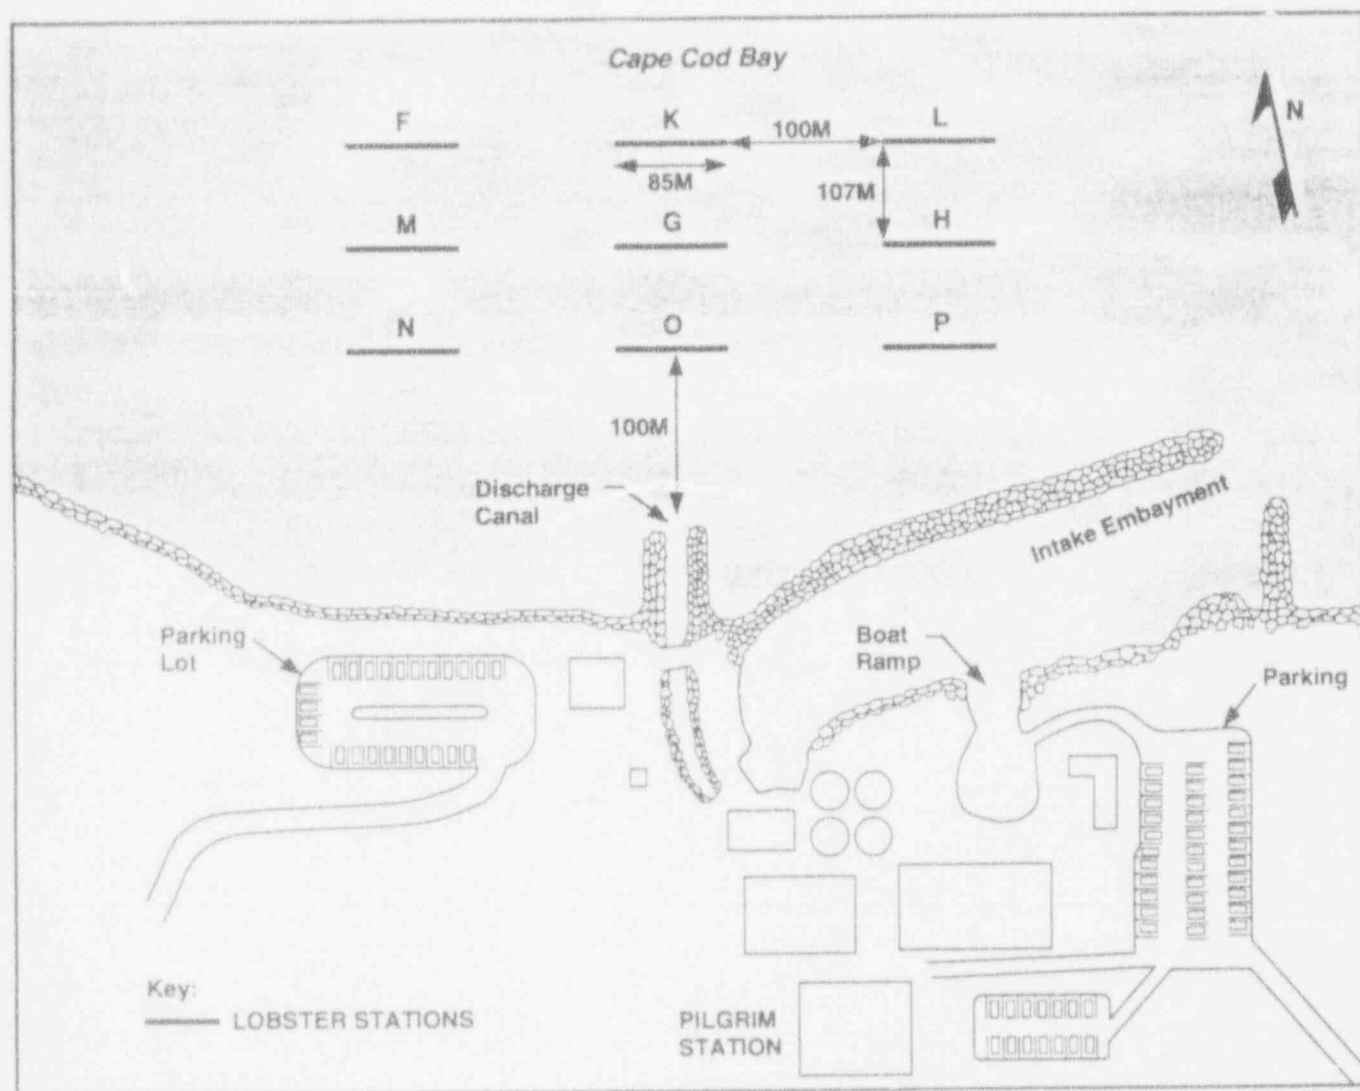 Cape Cod Bay
N
F
K
100M
L
85M
107M
M
G
H
N
O
P
100M
Discharge
Canal
Intake Embayment
Parking
Lot
Boat
Ramp
Parking
Key:
LOBSTER STATIONS
PILGRIM
STATION